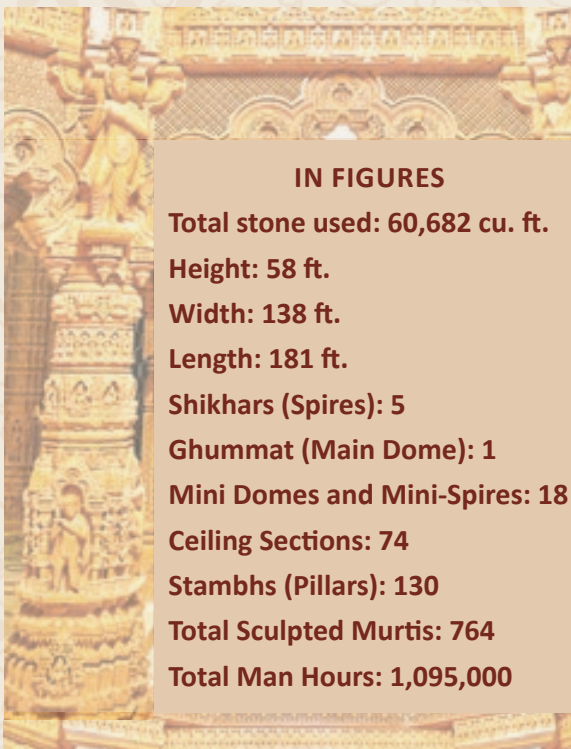 IN FIGURES
Total stone used: 60,682 cu. ft.
Height: 58 ft.
Width: 138 ft.
Length: 181 ft.
Shikhars (Spires): 5
Ghummat (Main Dome): 1
Mini Domes and Mini-Spires: 18
Ceiling Sections: 74
Stambhs (Pillars): 130
Total Sculpted Murtis: 764
Total Man Hours: 1,095,000